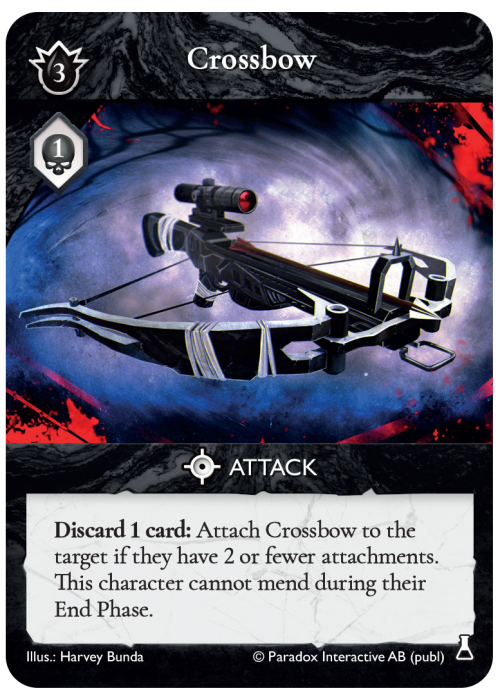 Crossbow
3
1
ATTACK
Discard 1 card: Attach Crossbow to the
target if they have 2 or fewer attachments.
This character cannot mend during their
End Phase.
Illus.: Harvey Bunda
© Paradox Interactive AB (publ)